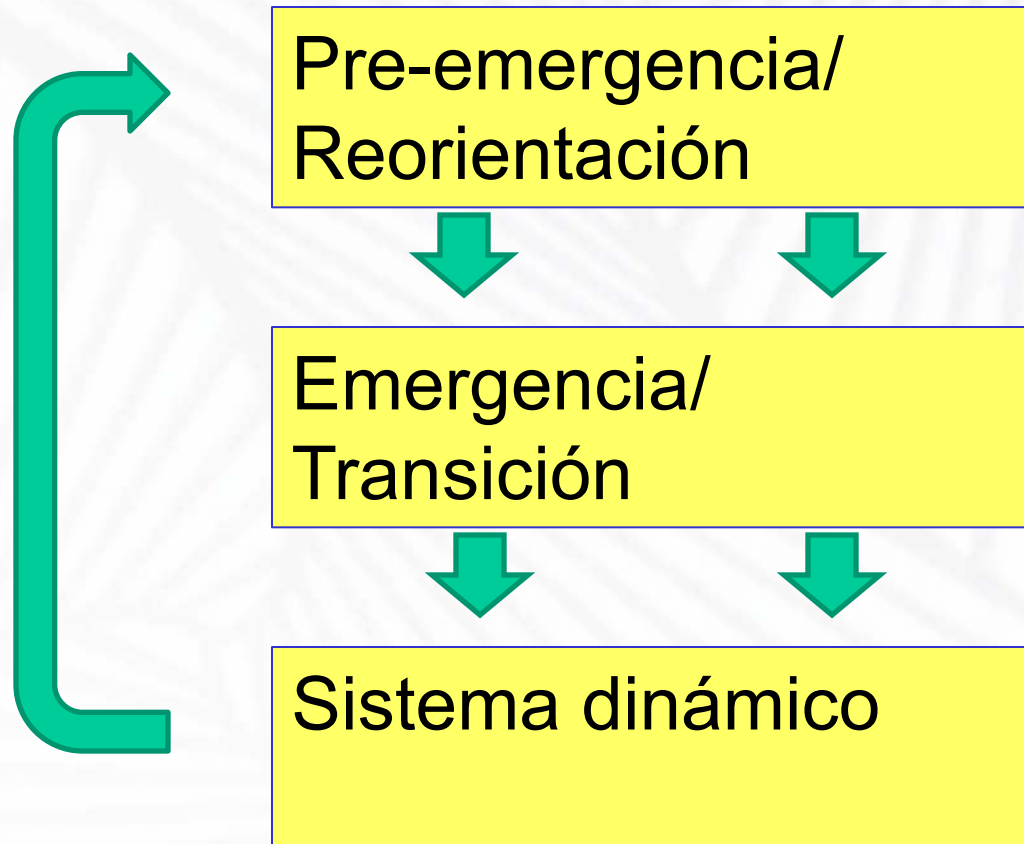 Pre-emergencia/
Reorientación
Emergencia/
Transición
Sistema dinámico